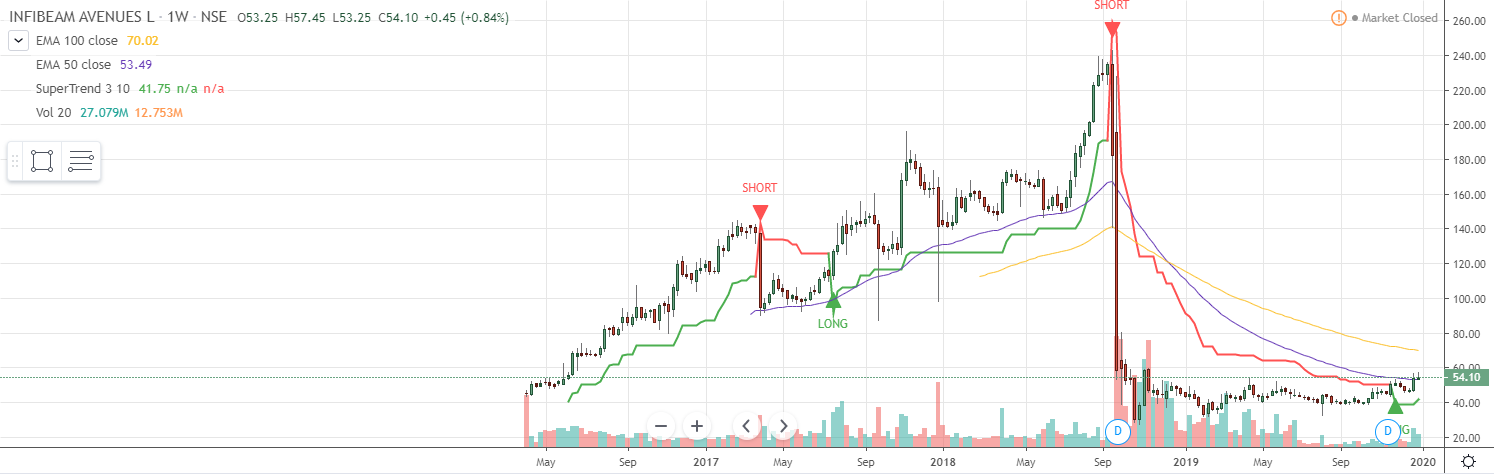 INFIBEAM AVENUES L · 1W · NSE O53.25 H57.45 L53.25 C54.10 +0.45 (+0.84%)
Market Closed
EMA 100 close 70.02
EMA 50 close 53.49
SuperTrend 3 10 41.75 n/a n/a
Vol 20 27.079M 12.753M
SHORT
SHORT
LONG
D
D
260.00
240.00
220.00
200.00
180.00
160.00
140.00
120.00
100.00
80.00
60.00
54.10
40.00
20.00
May Sep 2017 May Sep 2018 May Sep 2019 May Sep 2020